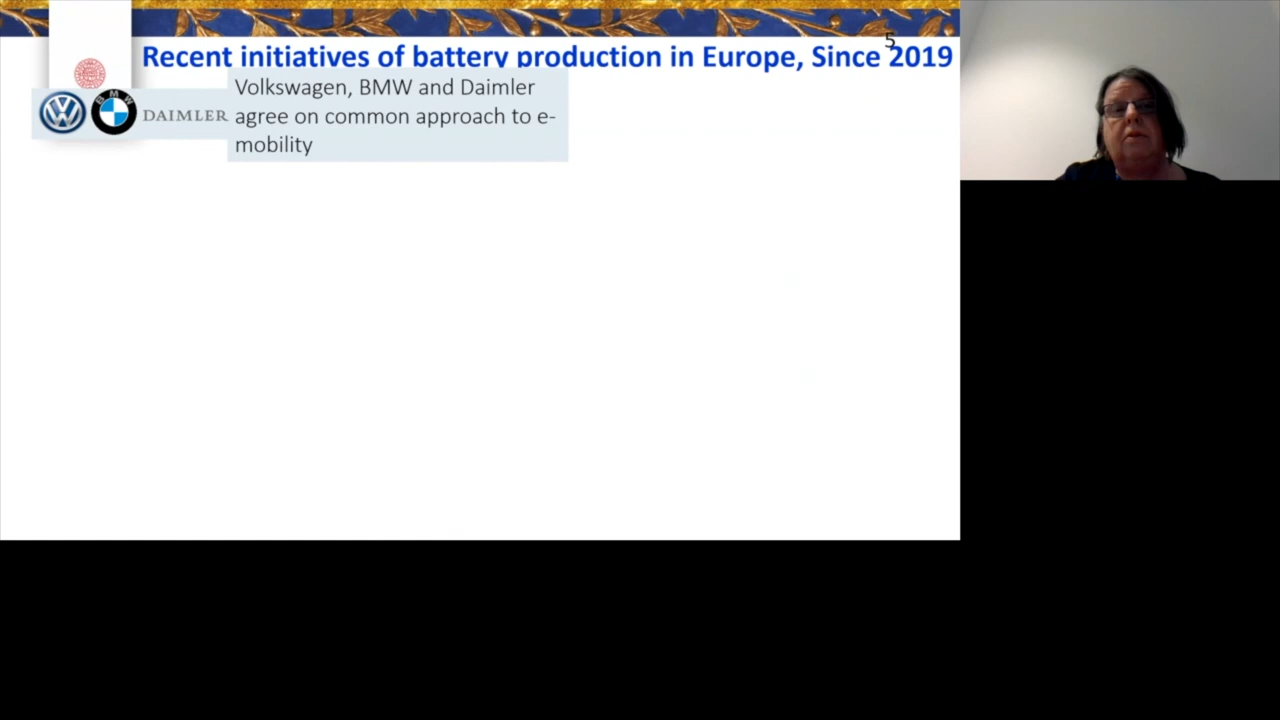 5
Recent initiatives of battery production in Europe, Since 2019
BMW
DAIMLER
Volkswagen, BMW and Daimler
agree on common approach to e-
mobility